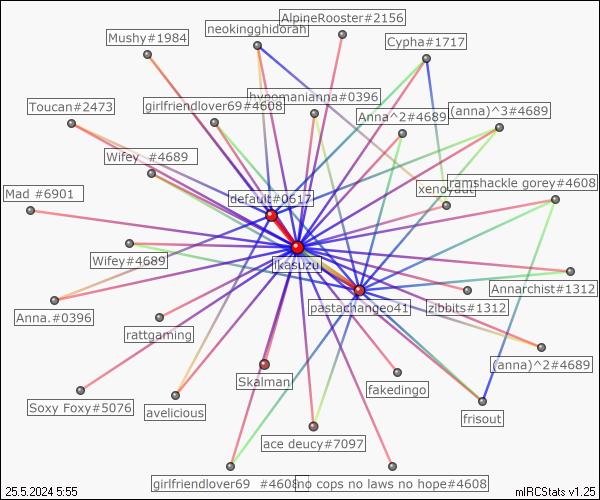 AlpineRooster#2156
neokingghidorah
Mushy#1984
Cypha#1717
hypomanianna#0396
Toucan#2473
girlfriendlover69#4608
Anna^2#4689
(anna)^3#4689
Wifey  #4689
default#0617
xenoyaut
ramshackle gorey#4608
Mad #6901
Wifey#4689
ikasuzu
Annarchist#1312
Anna.#0396
rattgaming
pastachangeo41
zibbits#1312
(anna)^2#4689
Skalman
fakedingo
Soxy Foxy#5076
avelicious
frisout
ace deucy#7097
girlfriendlover69  #4608
no cops no laws no hope#4608
25.5.2024 5:55
mIRCStats v1.25